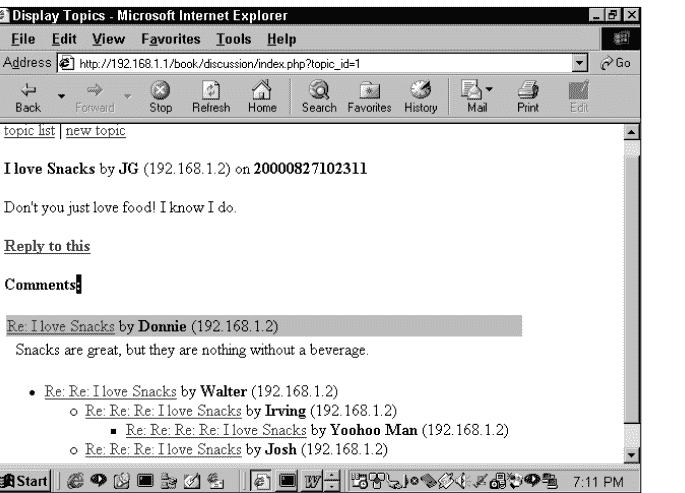 Display Topics - Microsoft Internet Explorer
File Edit View Favorites Tools Help
Address http://192.168.1.1/book/discussion/index.php?topic_id=1 Go
Back Forward Stop Refresh Home Search Favorites History Mail Print Edit
topic list | new topic
I love Snacks by JG (192.168.1.2) on 20000827102311
Don't you just love food! I know I do.
Reply to this
Comments:
Re: I love Snacks by Donnie (192.168.1.2)
Snacks are great, but they are nothing without a beverage.
• Re: Re: I love Snacks by Walter (192.168.1.2)
○ Re: Re: Re: I love Snacks by Irving (192.168.1.2)
▪ Re: Re: Re: Re: I love Snacks by Yoohoo Man (192.168.1.2)
○ Re: Re: Re: I love Snacks by Josh (192.168.1.2)
Start 7:11 PM